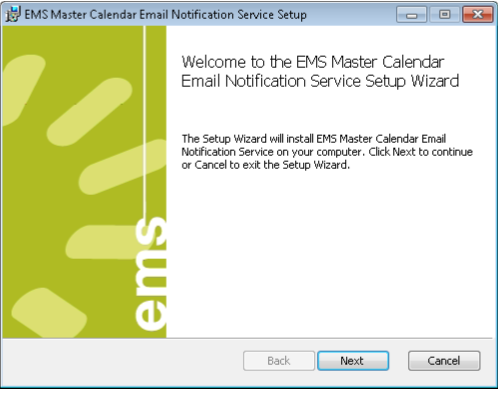 EMS Master Calendar Email Notification Service Setup
Welcome to the EMS Master Calendar
Email Notification Service Setup Wizard
The Setup Wizard will install EMS Master Calendar Email
Notification Service on your computer. Click Next to continue
or Cancel to exit the Setup Wizard.
ems
Back
Next
Cancel